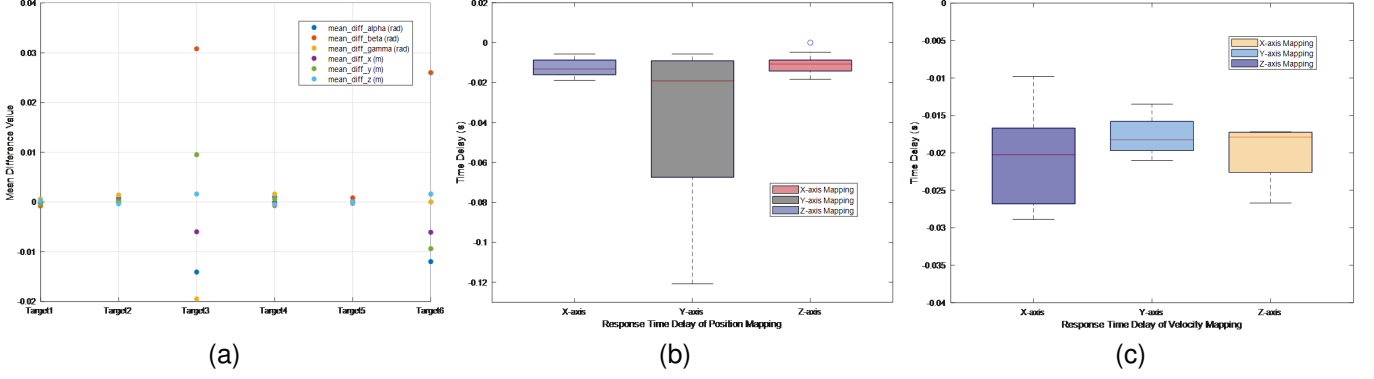 0.04
0.03
0.02
0.01
0
-0.01
-0.02
Mean Difference Value
mean_diff_alpha (rad)
mean_diff_beta (rad)
mean_diff_gamma (rad)
mean_diff_x (m)
mean_diff_y (m)
mean_diff_z (m)
Target1 Target2 Target3 Target4 Target5 Target6
(a)
0
-0.02
-0.04
-0.06
-0.08
-0.1
-0.12
Time Delay (s)
X-axis Mapping
Y-axis Mapping
Z-axis Mapping
X-axis Y-axis Z-axis
Response Time Delay of Position Mapping
(b)
0
-0.005
-0.01
-0.015
-0.02
-0.025
-0.03
-0.035
-0.04
Time Delay (s)
X-axis Mapping
Y-axis Mapping
Z-axis Mapping
X-axis Y-axis Z-axis
Response Time Delay of Velocity Mapping
(c)